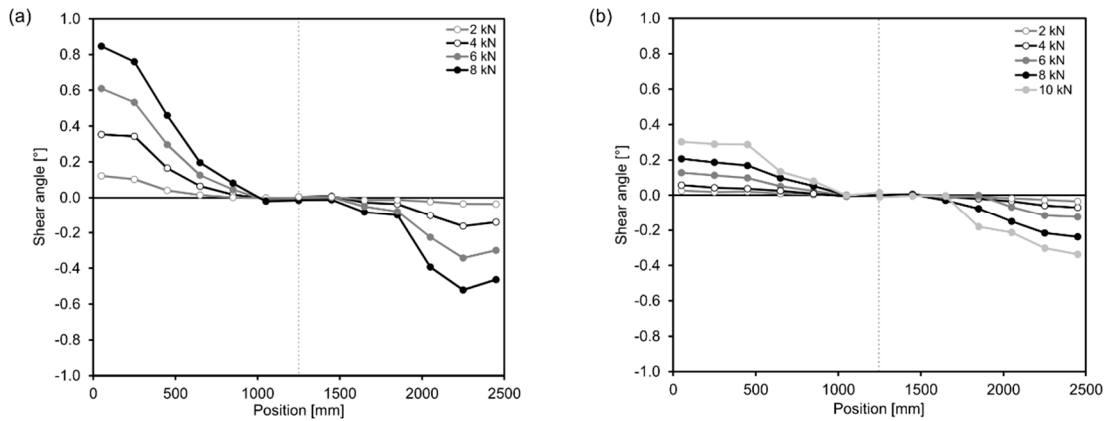 (a)
1.0
0.8
0.6
0.4
0.2
0.0
-0.2
-0.4
-0.6
-0.8
-1.0
Shear angle [°]
2 kN
4 kN
6 kN
8 kN
0 500 1000 1500 2000 2500
Position [mm]
(b)
1.0
0.8
0.6
0.4
0.2
0.0
-0.2
-0.4
-0.6
-0.8
-1.0
Shear angle [°]
2 kN
4 kN
6 kN
8 kN
10 kN
0 500 1000 1500 2000 2500
Position [mm]